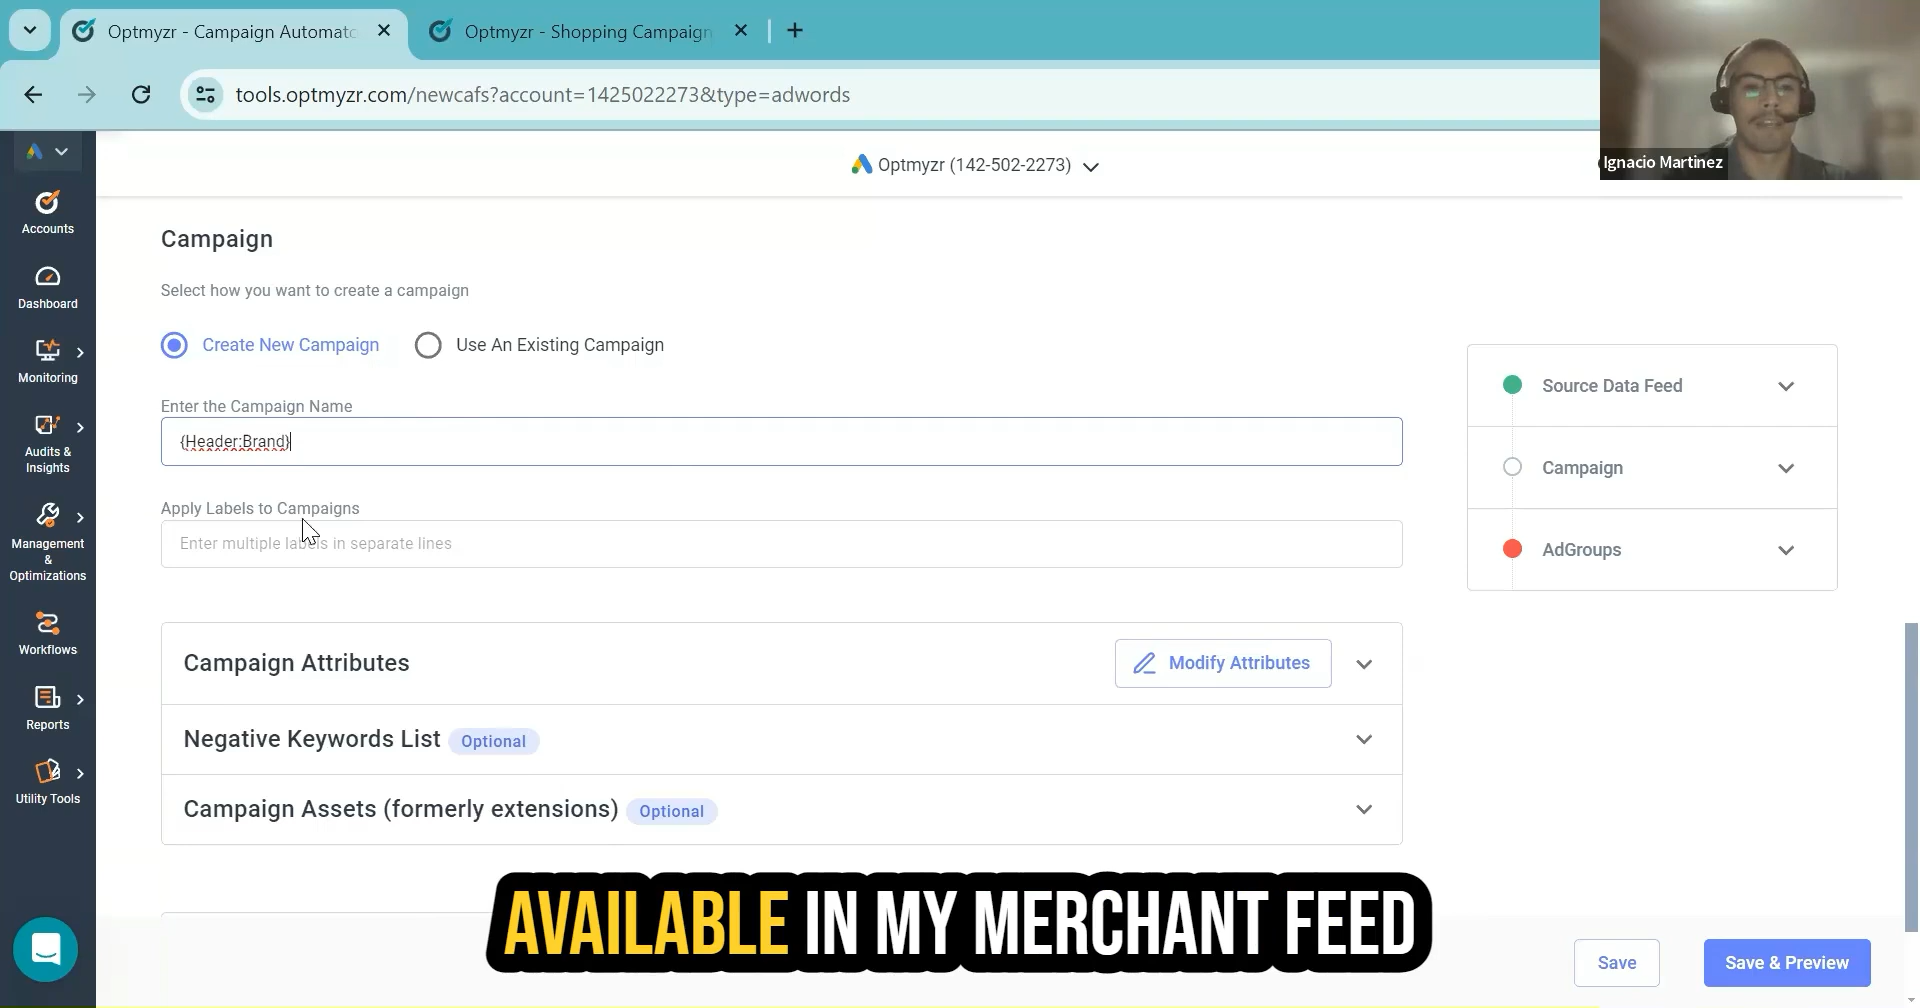 Optmyzr - Campaign Automato
Optmyzr - Shopping Campaign
tools.optmyzr.com/newcafs?account=1425022273&type=adwords
Ignacio Martinez
Optmyzr (142-502-2273)
Accounts
Dashboard
Monitoring
Audits &
Insights
Management
&
Optimizations
Workflows
Reports
Utility Tools
Campaign
Select how you want to create a campaign
Create New Campaign
Use An Existing Campaign
Enter the Campaign Name
{Header:Brand}
Apply Labels to Campaigns
Enter multiple labels in separate lines
Campaign Attributes
Modify Attributes
Negative Keywords List Optional
Campaign Assets (formerly extensions) Optional
Source Data Feed
Campaign
AdGroups
AVAILABLE IN MY MERCHANT FEED
Save
Save & Preview